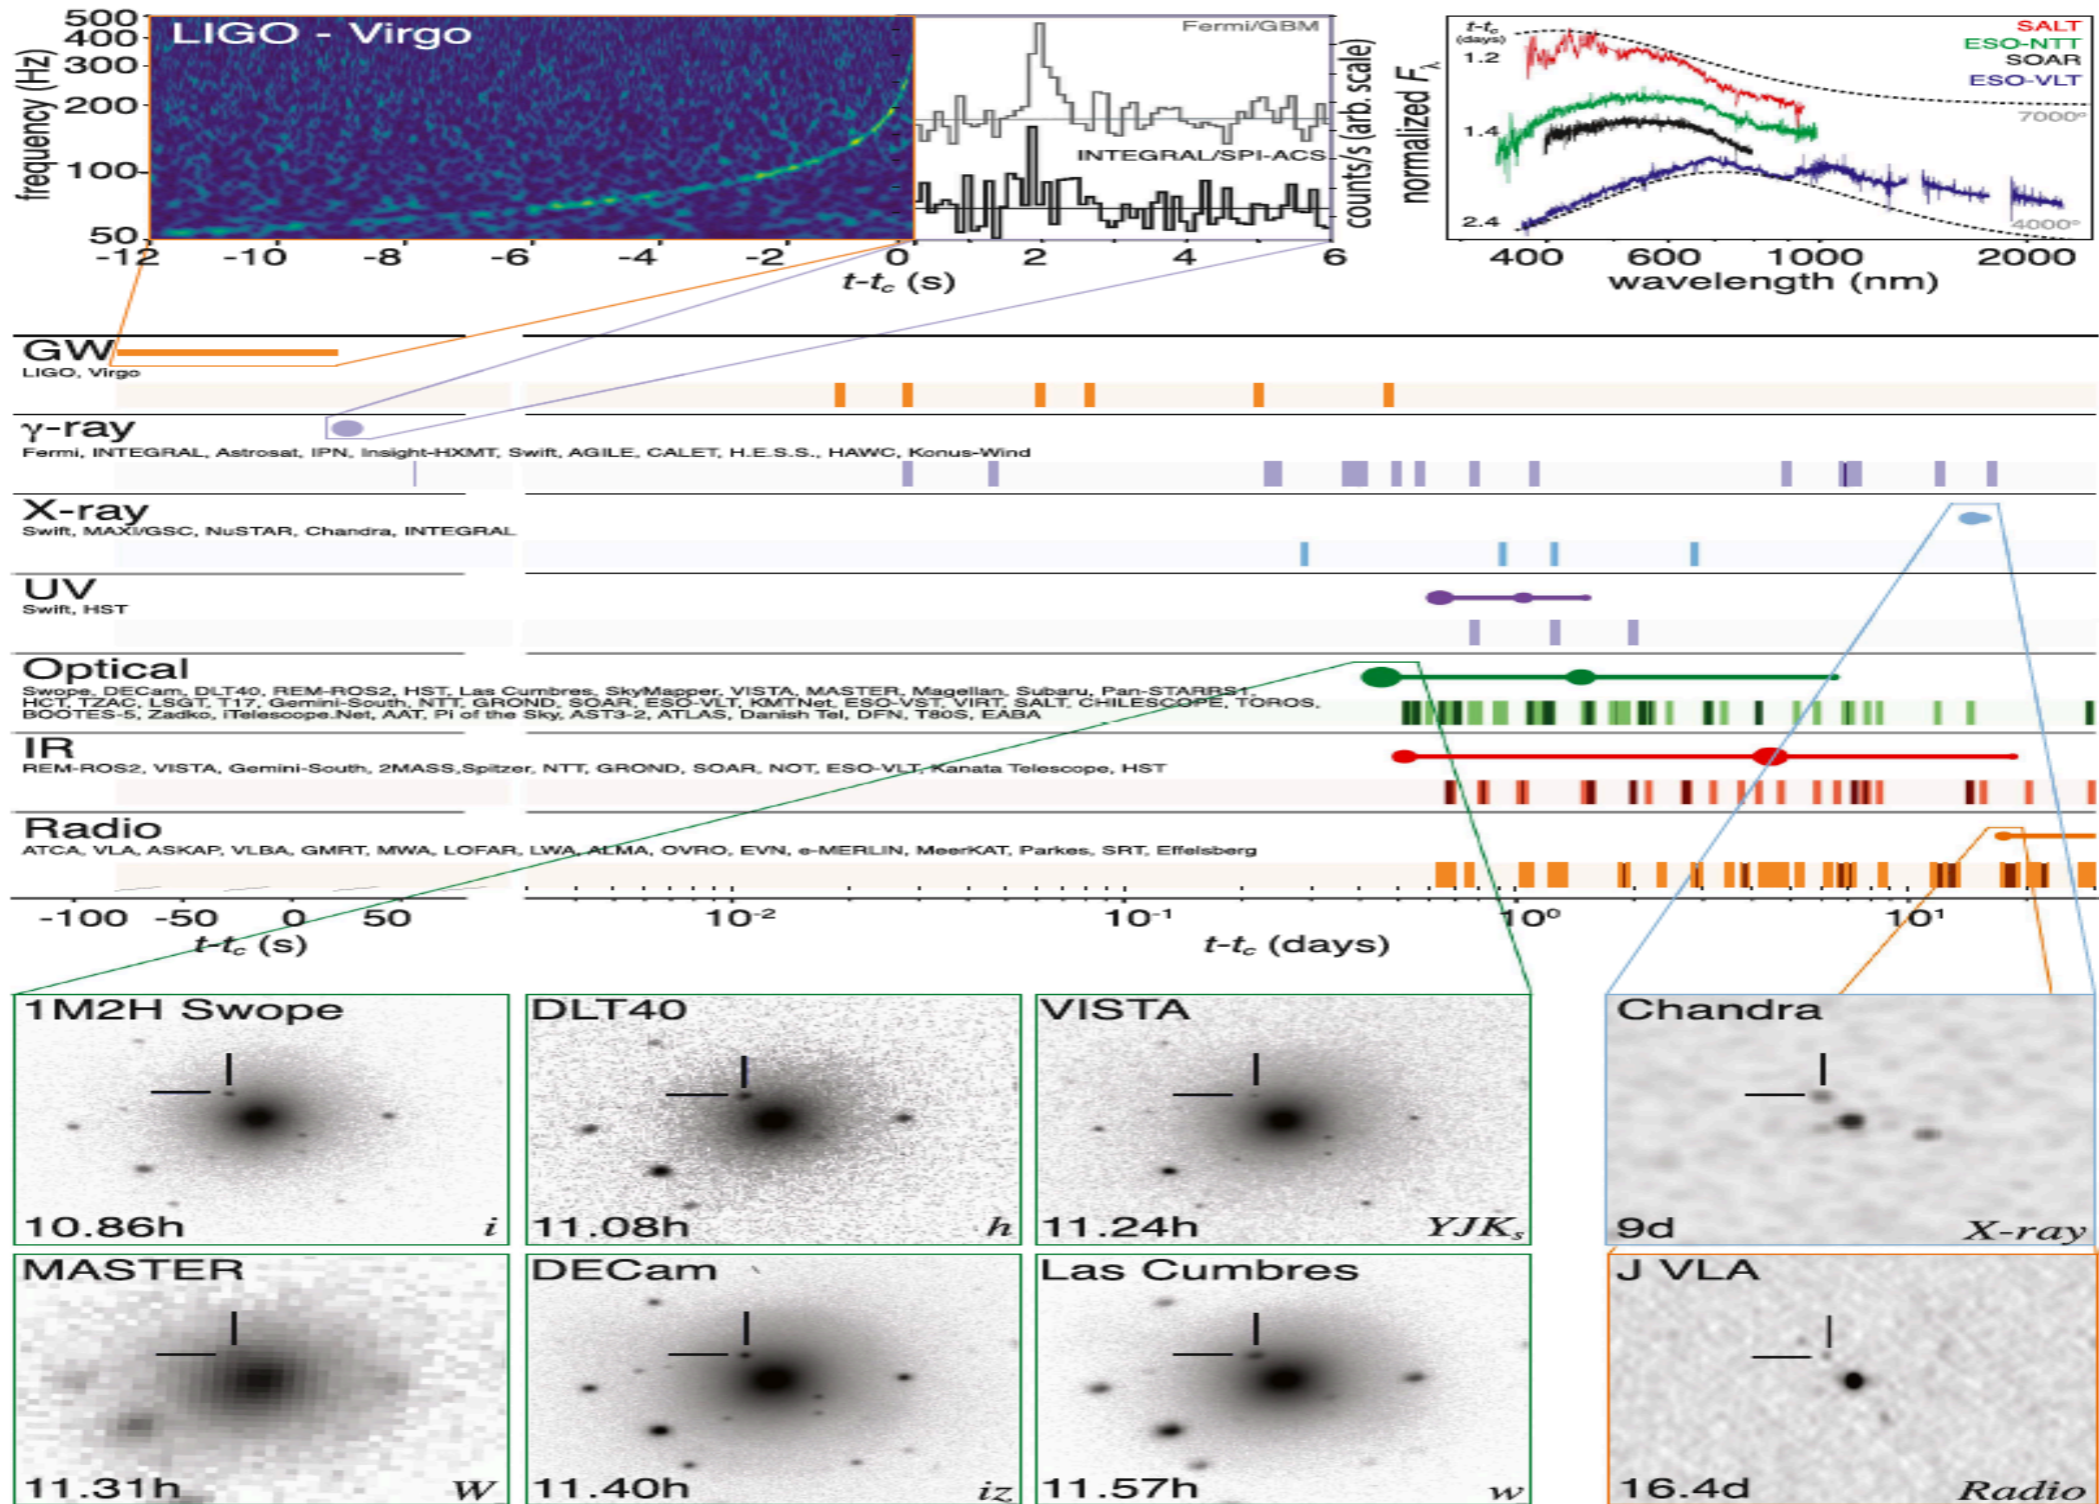 LIGO - Virgo
frequency (Hz)
500
400
300
200
100
50
-12 -10 -8 -6 -4 -2 0 2 4 6
t-tc (s)
Fermi/GBM
INTEGRAL/SPI-ACS
counts/s (arb. scale)
normalized Fλ
t-tc
(days)
1.2
1.4
2.4
SALT
ESO-NTT
SOAR
ESO-VLT
7000°
4000°
400 600 1000 2000
wavelength (nm)
GW
LIGO, Virgo
γ-ray
Fermi, INTEGRAL, Astrosat, IPN, Insight-HXMT, Swift, AGILE, CALET, H.E.S.S., HAWC, Konus-Wind
X-ray
Swift, MAXI/GSC, NuSTAR, Chandra, INTEGRAL
UV
Swift, HST
Optical
Swope, DECam, DLT40, REM-ROS2, HST, Las Cumbres, SkyMapper, VISTA, MASTER, Magellan, Subaru, Pan-STARRS1,
HCT, TZAC, LSGT, T17, Gemini-South, NTT, GROND, SOAR, ESO-VLT, KMTNet, ESO-VST, VIRT, SALT, CHILESCOPE, TOROS,
BOOTES-5, Zadko, iTelescope.Net, AAT, Pi of the Sky, AST3-2, ATLAS, Danish Tel, DFN, T80S, EABA
IR
REM-ROS2, VISTA, Gemini-South, 2MASS,Spitzer, NTT, GROND, SOAR, NOT, ESO-VLT, Kanata Telescope, HST
Radio
ATCA, VLA, ASKAP, VLBA, GMRT, MWA, LOFAR, LWA, ALMA, OVRO, EVN, e-MERLIN, MeerKAT, Parkes, SRT, Effelsberg
-100 -50 0 50 10⁻² 10⁻¹ 10⁰ 10¹
t-tc (s) t-tc (days)
1M2H Swope
10.86h i
DLT40
11.08h h
VISTA
11.24h YJKs
Chandra
9d X-ray
MASTER
11.31h W
DECam
11.40h iz
Las Cumbres
11.57h w
J VLA
16.4d Radio